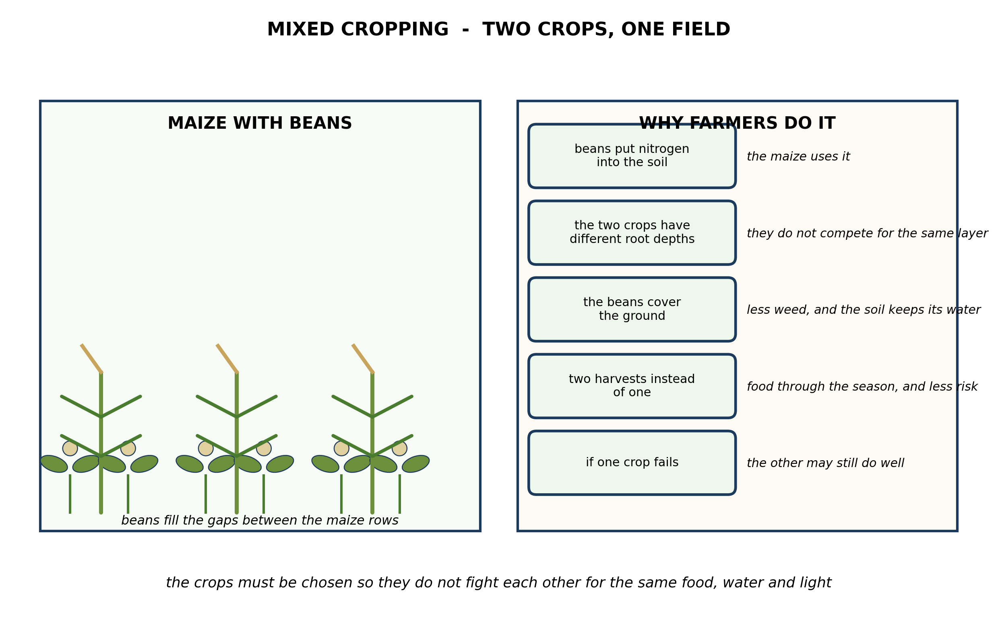 MIXED CROPPING - TWO CROPS, ONE FIELD
MAIZE WITH BEANS
beans fill the gaps between the maize rows
WHY FARMERS DO IT
beans put nitrogen
into the soil
the maize uses it
the two crops have
different root depths
they do not compete for the same layer
the beans cover
the ground
less weed, and the soil keeps its water
two harvests instead
of one
food through the season, and less risk
if one crop fails
the other may still do well
the crops must be chosen so they do not fight each other for the same food, water and light